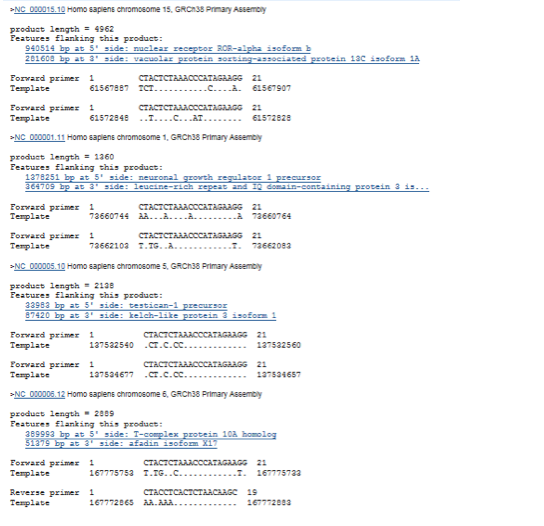 >NC_000015.10 Homo sapiens chromosome 15, GRCh38 Primary Assembly
product length = 4962
Features flanking this product:
940514 bp at 5' side: nuclear receptor ROR-alpha isoform b
281608 bp at 3' side: vacuolar protein sorting-associated protein 13C isoform 1A
Forward primer 1 CTACTCTAAACCCATAGAAGG 21
Template 61567887 TCT...........C....A. 61567907
Forward primer 1 CTACTCTAAACCCATAGAAGG 21
Template 61572848 ..T....C...AT........ 61572828
>NC_000001.11 Homo sapiens chromosome 1, GRCh38 Primary Assembly
product length = 1360
Features flanking this product:
1378251 bp at 5' side: neuronal growth regulator 1 precursor
364709 bp at 3' side: leucine-rich repeat and IQ domain-containing protein 3 is...
Forward primer 1 CTACTCTAAACCCATAGAAGG 21
Template 73660744 AA...A....A.........A 73660764
Forward primer 1 CTACTCTAAACCCATAGAAGG 21
Template 73662103 T.TG..A............T. 73662083
>NC_000005.10 Homo sapiens chromosome 5, GRCh38 Primary Assembly
product length = 2138
Features flanking this product:
33983 bp at 5' side: testican-1 precursor
87420 bp at 3' side: kelch-like protein 3 isoform 1
Forward primer 1 CTACTCTAAACCCATAGAAGG 21
Template 137532540 .CT.C.CC............. 137532560
Forward primer 1 CTACTCTAAACCCATAGAAGG 21
Template 137534677 .CT.C.CC............. 137534657
>NC_000006.12 Homo sapiens chromosome 6, GRCh38 Primary Assembly
product length = 2889
Features flanking this product:
389993 bp at 5' side: T-complex protein 10A homolog
51379 bp at 3' side: afadin isoform X17
Forward primer 1 CTACTCTAAACCCATAGAAGG 21
Template 167775753 T.TG..C............T. 167775733
Reverse primer 1 CTACCTCACTCTAACAAGC 19
Template 167772865 AA.AAA............. 167772883